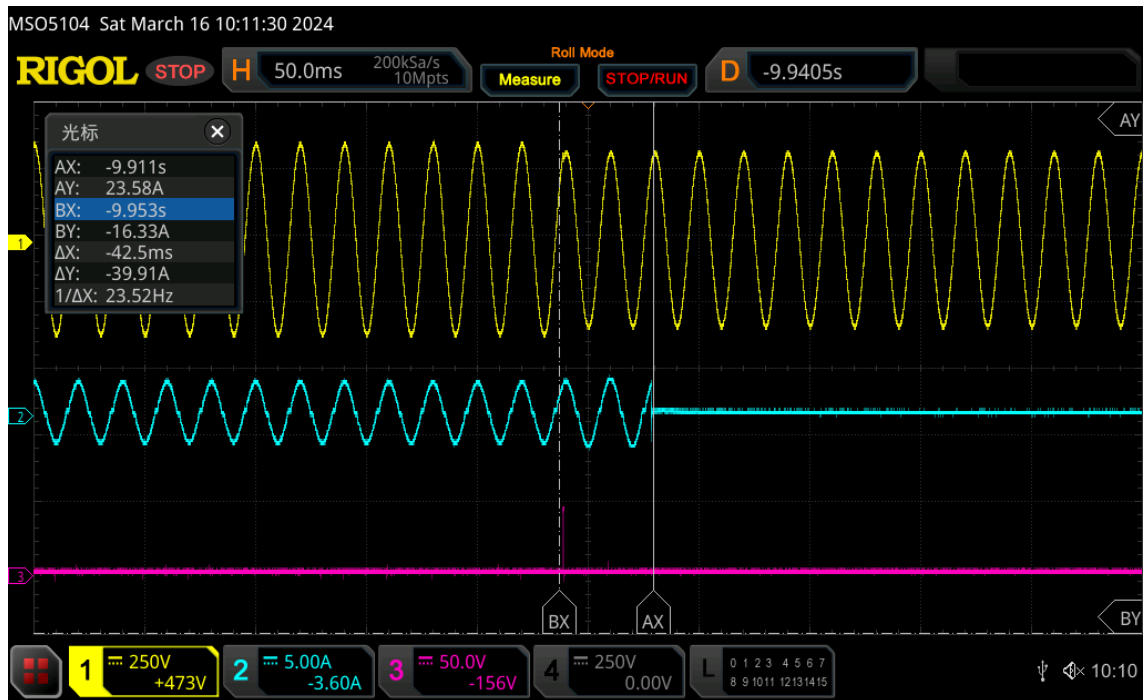 MSO5104 Sat March 16 10:11:30 2024
RIGOL STOP H 50.0ms 200kSa/s 10Mpts Roll Mode Measure STOP/RUN D -9.9405s
光标
AX: -9.911s
AY: 23.58A
BX: -9.953s
BY: -16.33A
ΔX: -42.5ms
ΔY: -39.91A
1/ΔX: 23.52Hz
AY
1
2
3
BX AX BY
1 250V +473V
2 5.00A -3.60A
3 50.0V -156V
4 250V 0.00V
L 0 1 2 3 4 5 6 7
8 9 10 11 12 13 14 15
10:10